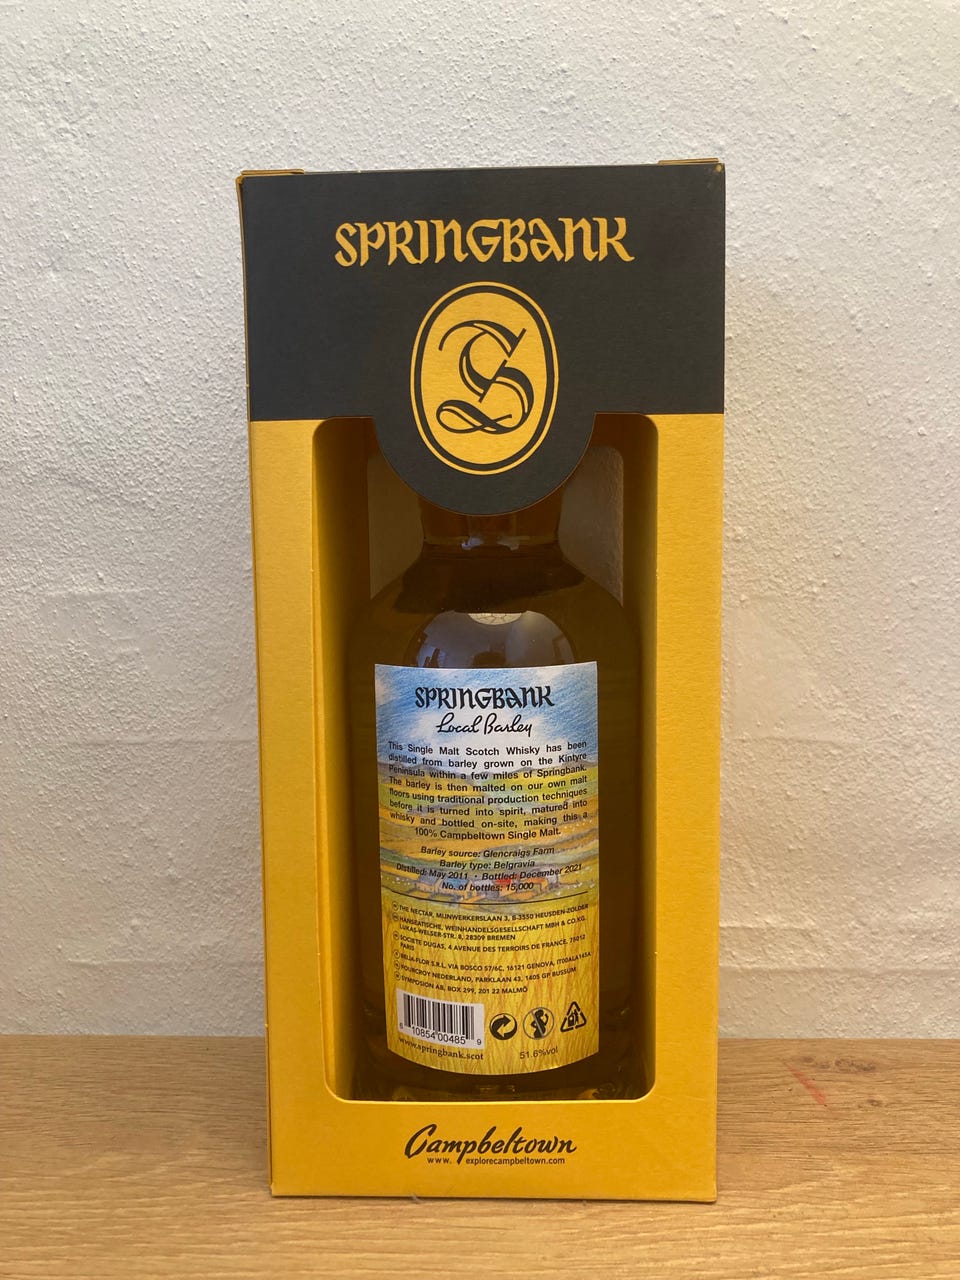 SPRINGBANK
S
SPRINGBANK
Local Barley
This Single Malt Scotch Whisky has been
distilled from barley grown on the Kintyre
Peninsula within a few miles of Springbank.
The barley is then malted on our own malt
floors using traditional production techniques
before it is turned into spirit, matured into
whisky and bottled on-site, making this a
100% Campbeltown Single Malt.
Barley source: Glencraigs Farm
Barley type: Belgravia
Distilled: May 2011 · Bottled: December 2021
No. of bottles: 15,000
THE NECTAR, MIJNWERKERSLAAN 3, B-3550 HEUSDEN-ZOLDER
HANSEATISCHE, WEINHANDELSGESELLSCHAFT MBH & CO.KG.
LUKAS-WELSER-STR. 8, 28309 BREMEN
SOCIETE DUGAS, 4 AVENUE DES TERROIRS DE FRANCE, 75012
PARIS
S.R.L, VIA BOSCO 57/6C, 16121 GENOVA,
FOURCROY NEDERLAND, PARKLAAN 43, 1405 GP BUSSUM
SYMPOSION AB, BOX 299, 201 22 MALMÖ
6 10854 00485 9
www.springbank.scot
51.6%vol
Campbeltown
www. explorecampbeltown.com